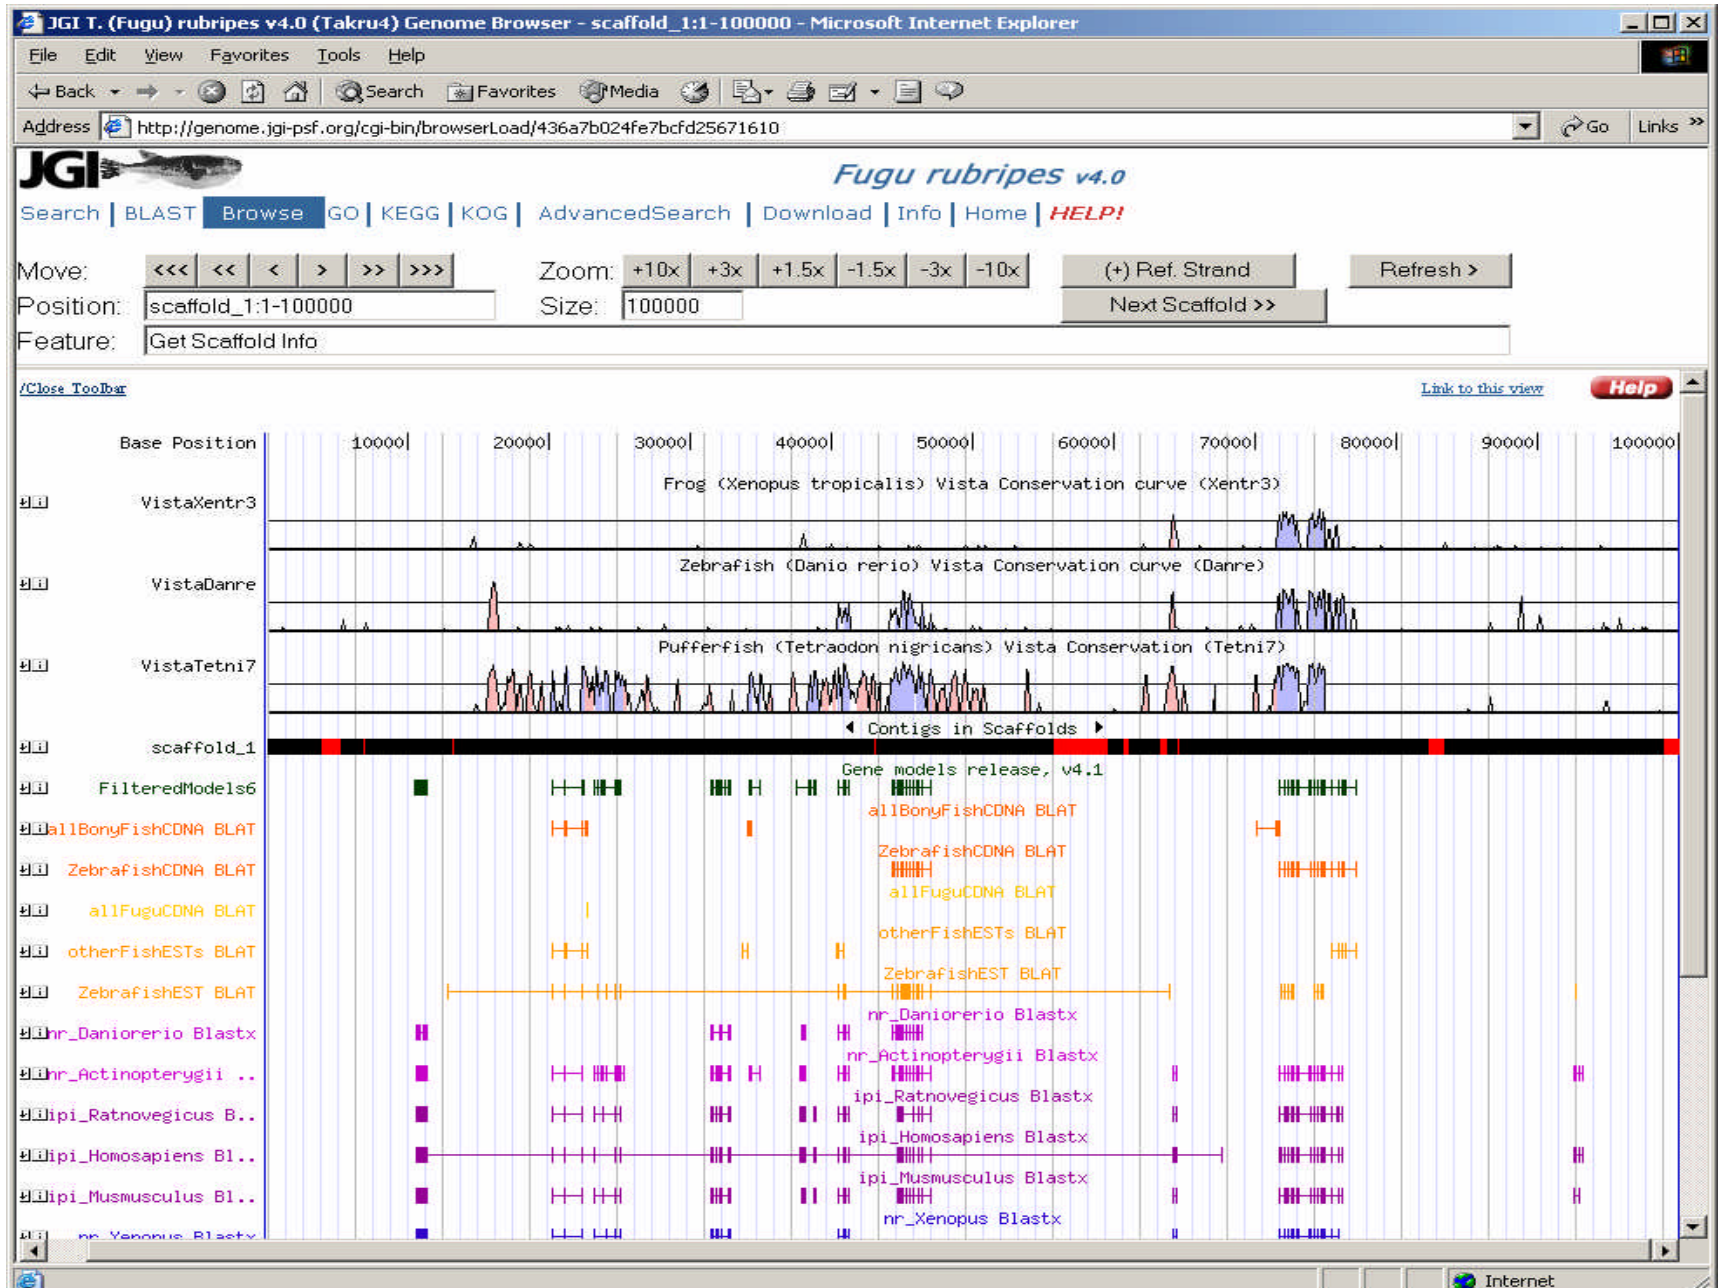 JGI T. (Fugu) rubripes v4.0 (Takru4) Genome Browser - scaffold_1:1-100000 - Microsoft Internet Explorer
File Edit View Favorites Tools Help
Back Search Favorites Media
Address http://genome.jgi-psf.org/cgi-bin/browserLoad/436a7b024fe7bcfd25671610 Go Links »
JGI Fugu rubripes v4.0
Search | BLAST Browse GO | KEGG | KOG | AdvancedSearch | Download | Info | Home | HELP!
Move: <<< << < > >> >>> Zoom: +10x +3x +1.5x -1.5x -3x -10x (+) Ref. Strand Refresh >
Position: scaffold_1:1-100000 Size: 100000 Next Scaffold >>
Feature: Get Scaffold Info
/Close Toolbar Link to this view Help
Base Position 10000| 20000| 30000| 40000| 50000| 60000| 70000| 80000| 90000| 100000|
Frog (Xenopus tropicalis) Vista Conservation curve (Xentr3)
VistaXentr3
Zebrafish (Danio rerio) Vista Conservation curve (Danre)
VistaDanre
Pufferfish (Tetraodon nigricans) Vista Conservation (Tetni7)
VistaTetni7
Contigs in Scaffolds
scaffold_1
Gene models release, v4.1
FilteredModels6
allBonyFishCDNA BLAT
allBonyFishCDNA BLAT
ZebrafishCDNA BLAT
ZebrafishCDNA BLAT
allFuguCDNA BLAT
allFuguCDNA BLAT
otherFishESTs BLAT
otherFishESTs BLAT
ZebrafishEST BLAT
ZebrafishEST BLAT
nr_Daniorerio Blastx
nr_Daniorerio Blastx
nr_Actinopterygii Blastx
nr_Actinopterygii ..
ipi_Ratnovegicus Blastx
ipi_Ratnovegicus B..
ipi_Homosapiens Blastx
ipi_Homosapiens Bl..
ipi_Musmusculus Blastx
ipi_Musmusculus Bl..
nr_Xenopus Blastx
nr_Xenopus Blastx
Internet